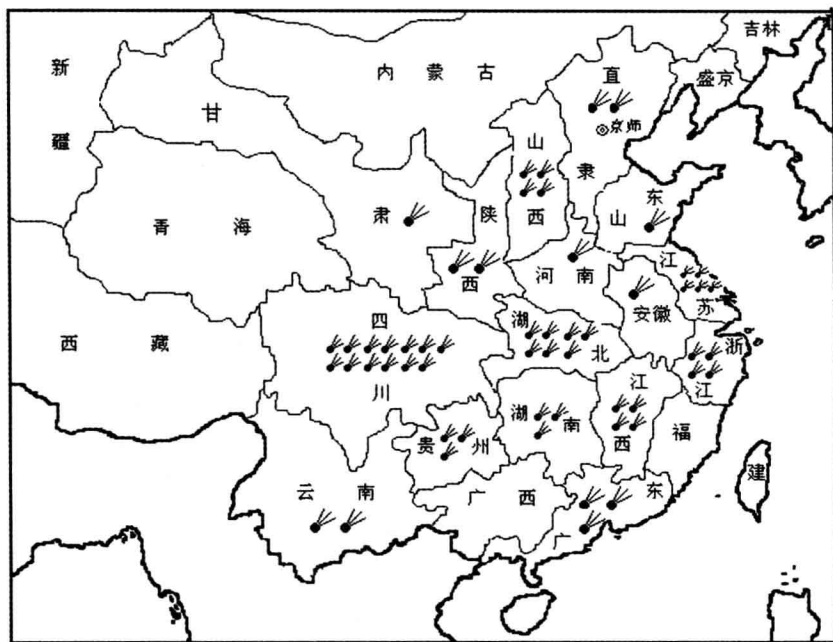 吉林
新疆
内蒙古
直隶
盛京
甘肃
京师
山西
陕西
山东
青海
河南
江苏
安徽
西藏
四川
湖北
浙江
湖南
江西
贵州
福建
云南
广西
广东